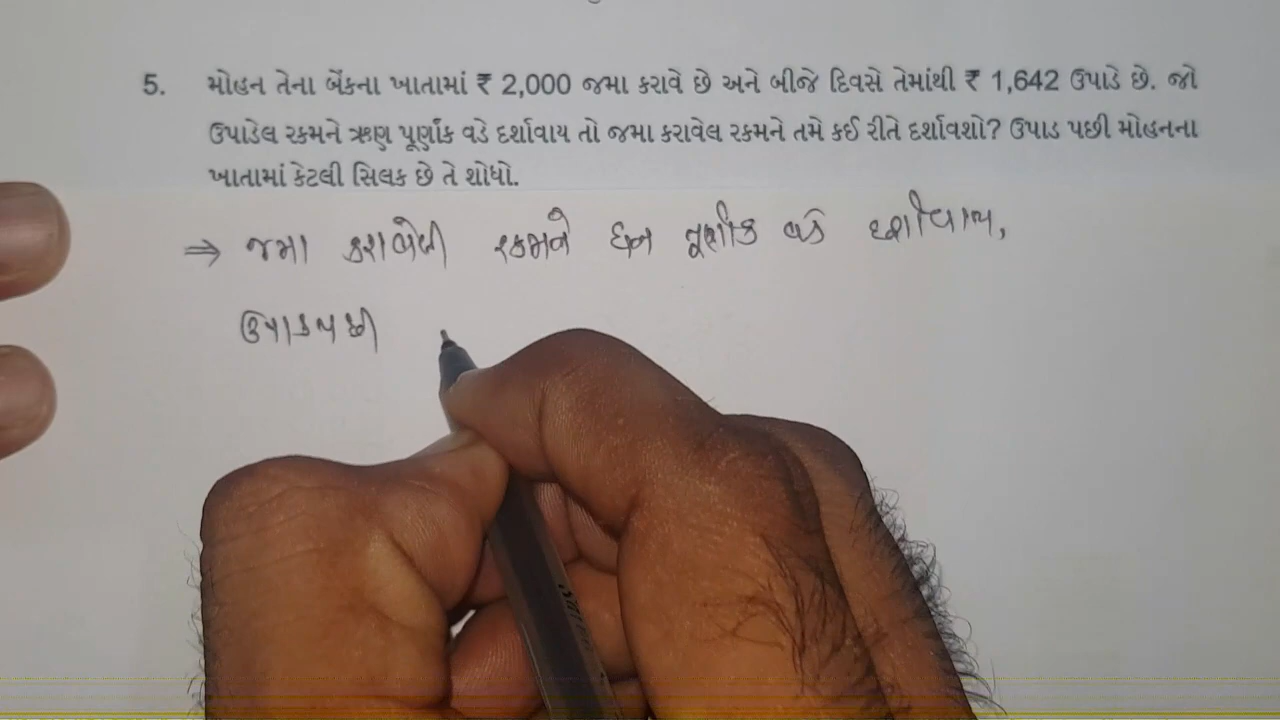 5. મોહન તેના બેંકના ખાતામાં ₹ 2,000 જમા કરાવે છે અને બીજે દિવસે તેમાંથી ₹ 1,642 ઉપાડે છે. જો
ઉપાડેલ રકમને ઋણ પૂર્ણાંક વડે દર્શાવાય તો જમા કરાવેલ રકમને તમે કઈ રીતે દર્શાવશો? ઉપાડ પછી મોહનના
ખાતામાં કેટલી સિલક છે તે શોધો.
⇒ જમા કરાવેલી રકમને ધન પૂર્ણાંક વડે દર્શાવાય,
ઉપાડ પછી